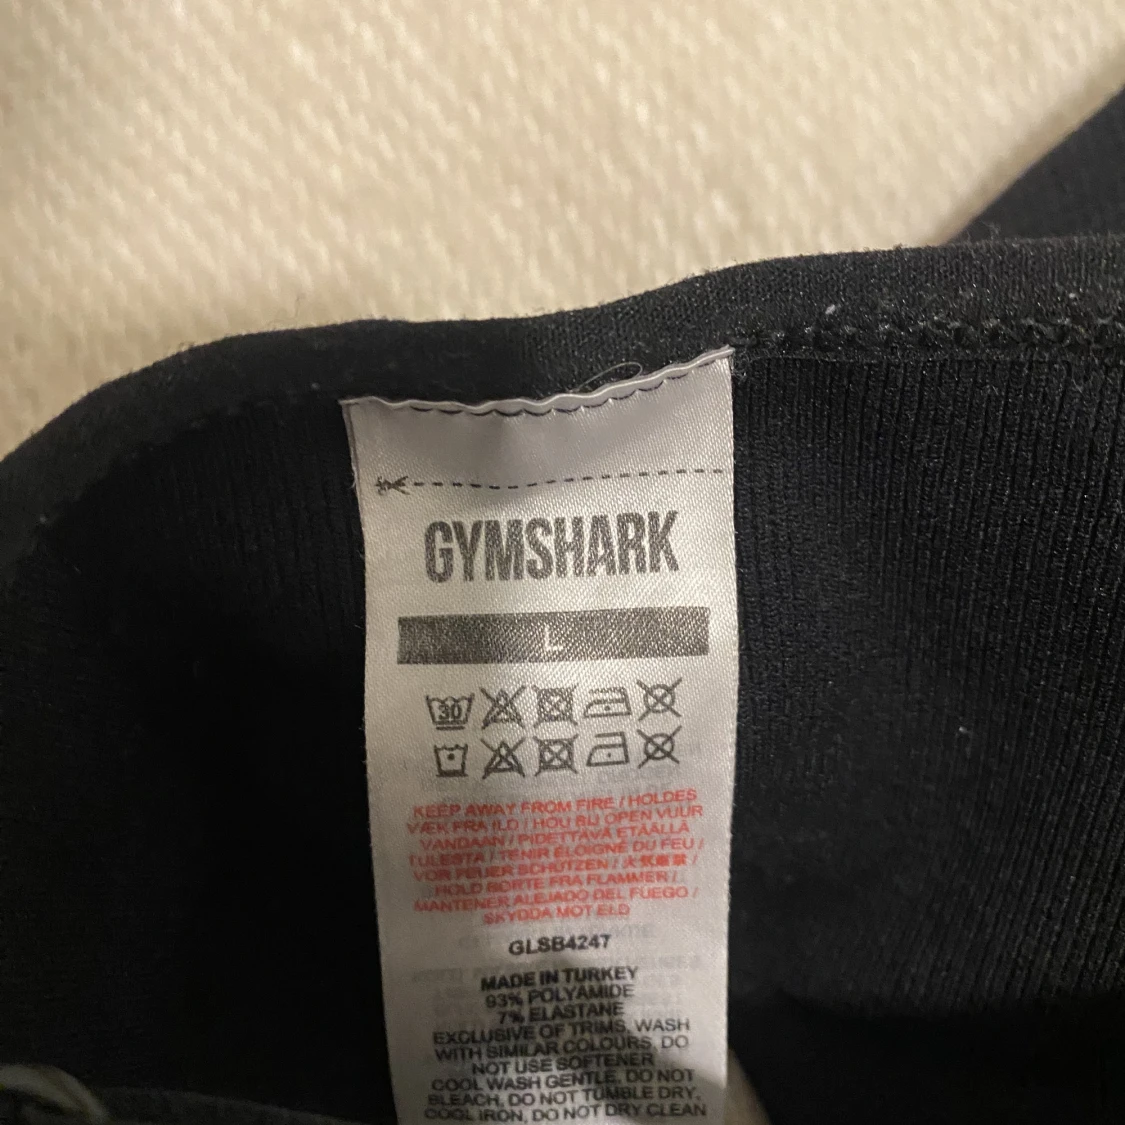 GYMSHARK
L
30
KEEP AWAY FROM FIRE / HOLDES
VÆK FRA ILD / HOU BIJ OPEN VUUR
VANDAAN / PIDETTÄVÄ ETÄÄLLÄ
TULESTA / TENIR ÉLOIGNÉ DU FEU /
VOR FEUER SCHÜTZEN / 火気厳禁 /
HOLD BORTE FRA FLAMMER /
MANTENER ALEJADO DEL FUEGO /
SKYDDA MOT ELD
GLSB4247
MADE IN TURKEY
93% POLYAMIDE
7% ELASTANE
EXCLUSIVE OF TRIMS. WASH
WITH SIMILAR COLOURS, DO
NOT USE SOFTENER
COOL WASH GENTLE, DO NOT
BLEACH, DO NOT TUMBLE DRY,
COOL IRON, DO NOT DRY CLEAN